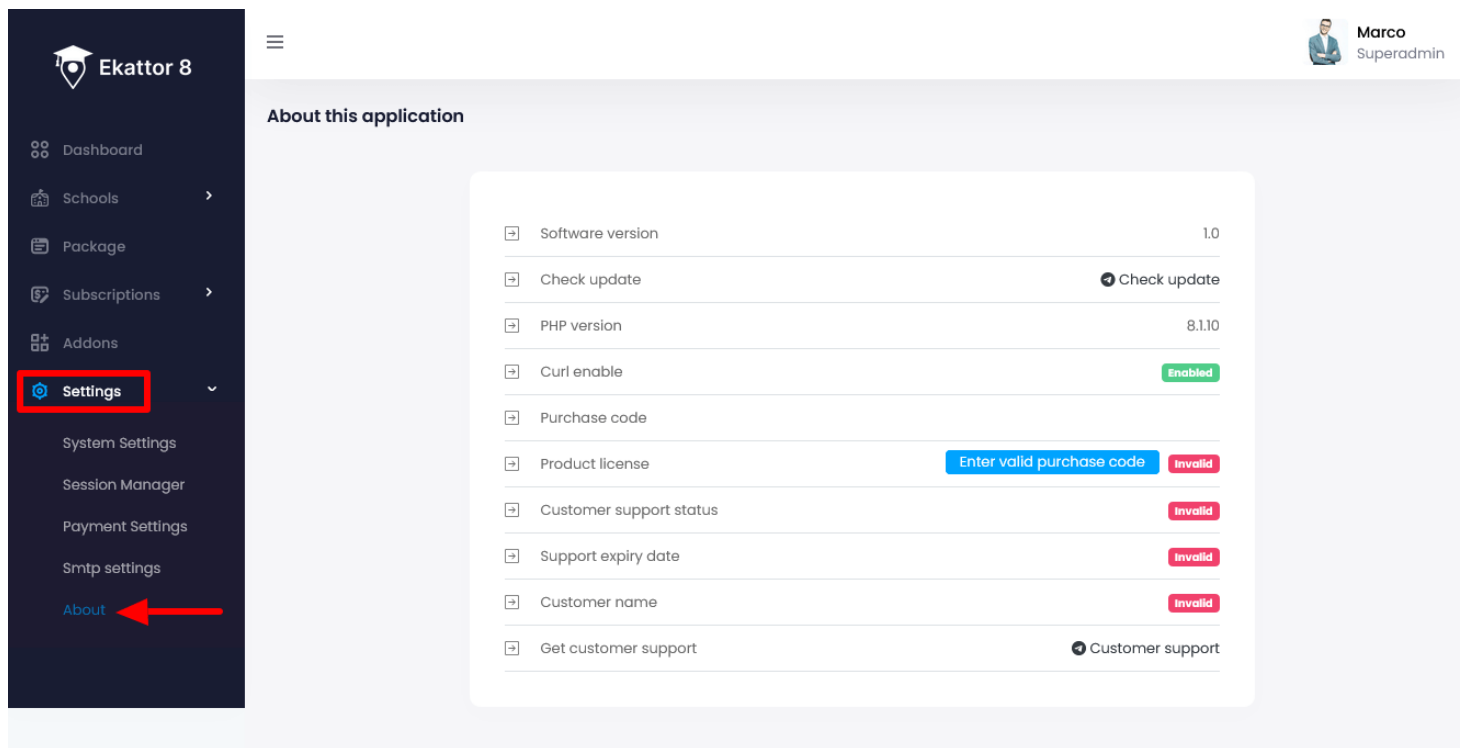 Ekattor 8
Marco
Superadmin
Dashboard
Schools
Package
Subscriptions
Addons
Settings
System Settings
Session Manager
Payment Settings
Smtp settings
About
About this application
Software version 1.0
Check update Check update
PHP version 8.1.10
Curl enable Enabled
Purchase code
Product license Enter valid purchase code Invalid
Customer support status Invalid
Support expiry date Invalid
Customer name Invalid
Get customer support Customer support